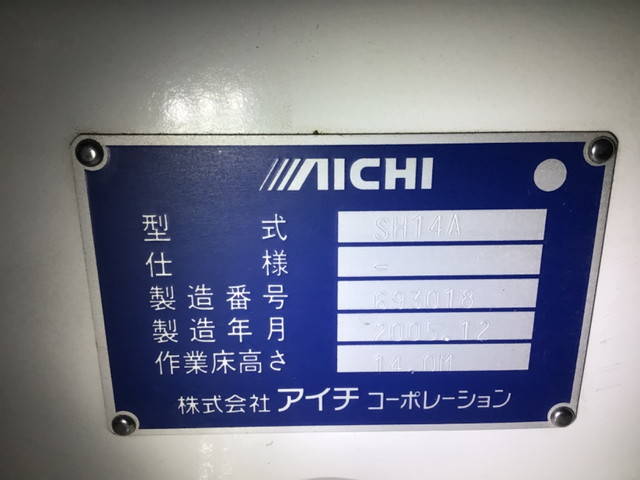 AICHI
型式 SH14A
仕様 -
製造番号 693018
製造年月 2005.12
作業床高さ 14.0M
株式会社 アイチ コーポレーション